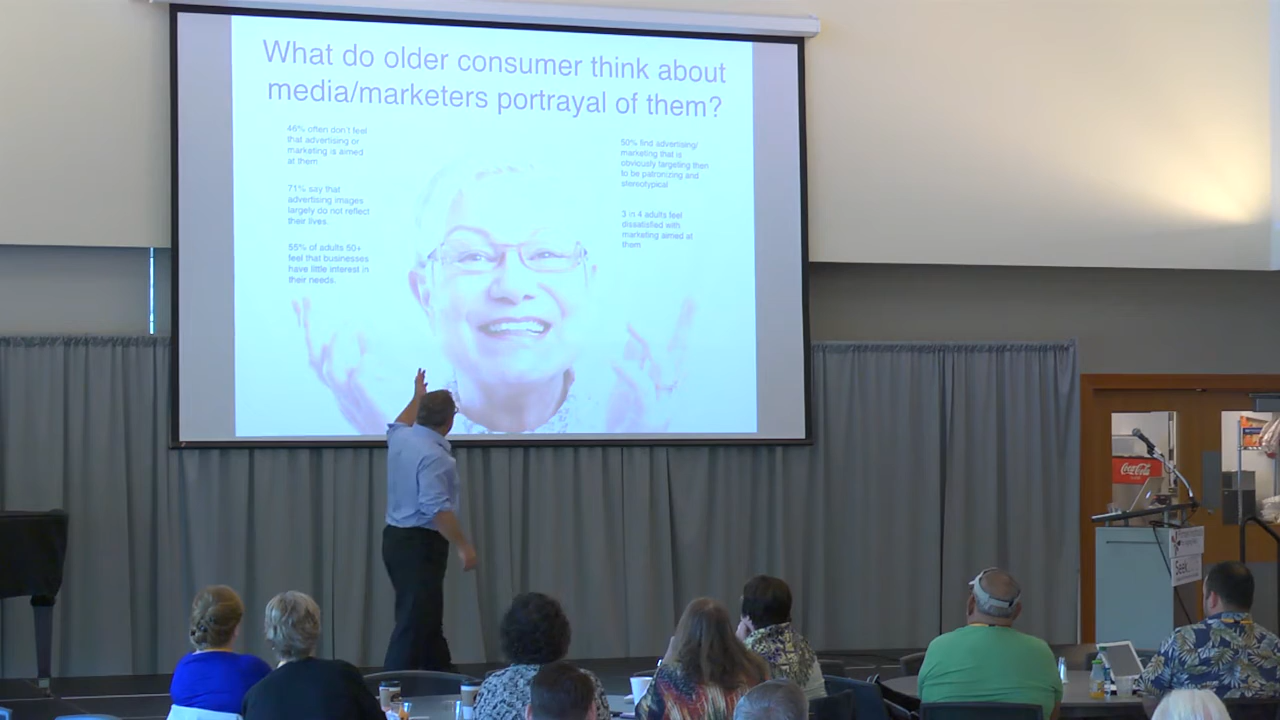 What do older consumer think about
media/marketers portrayal of them?
46% often don't feel
that advertising or
marketing is aimed
at them
71% say that
advertising images
largely do not reflect
their lives.
55% of adults 50+
feel that businesses
have little interest in
their needs.
50% find advertising/
marketing that is
obviously targeting then
to be patronizing and
stereotypical
3 in 4 adults feel
dissatisfied with
marketing aimed at
them
Coca-Cola
Seek